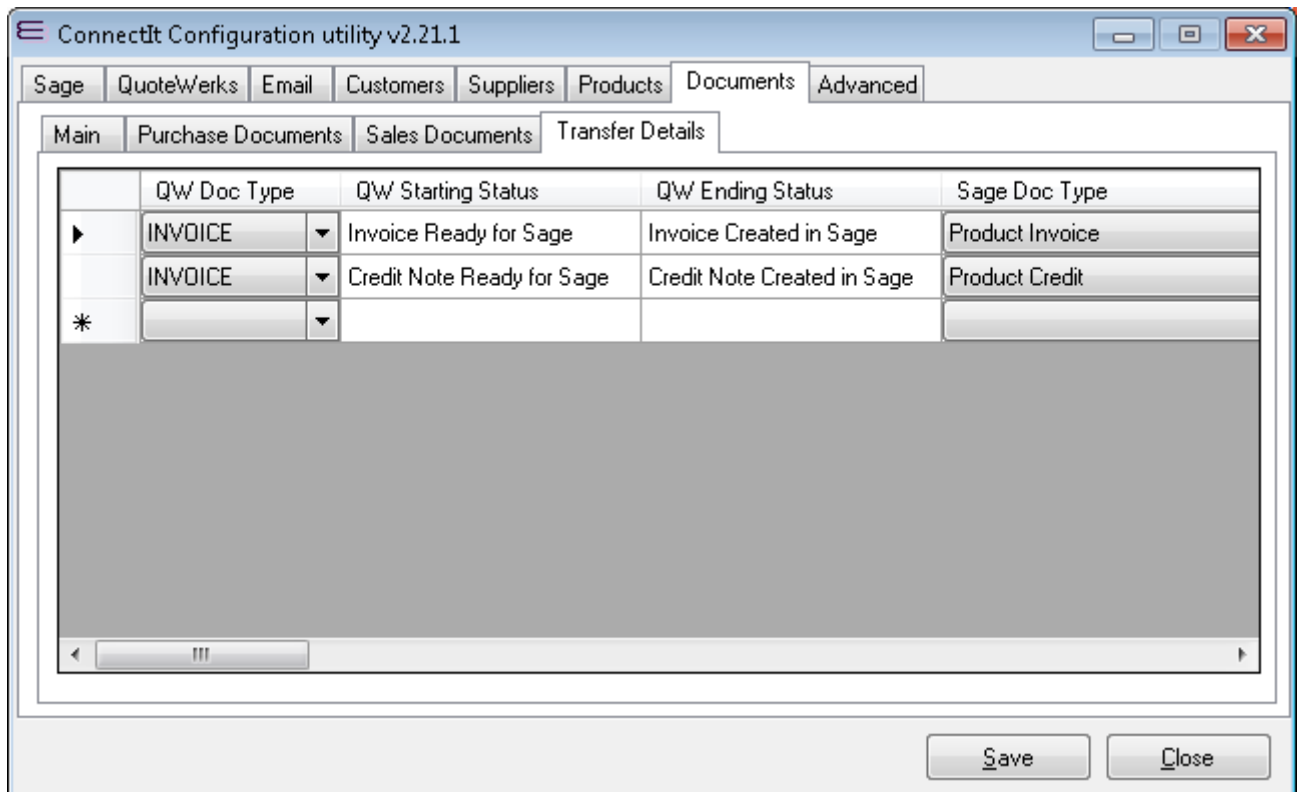 ConnectIt Configuration utility v2.21.1
Sage QuoteWerks Email Customers Suppliers Products Documents Advanced
Main Purchase Documents Sales Documents Transfer Details
QW Doc Type QW Starting Status QW Ending Status Sage Doc Type
INVOICE Invoice Ready for Sage Invoice Created in Sage Product Invoice
INVOICE Credit Note Ready for Sage Credit Note Created in Sage Product Credit
Save Close